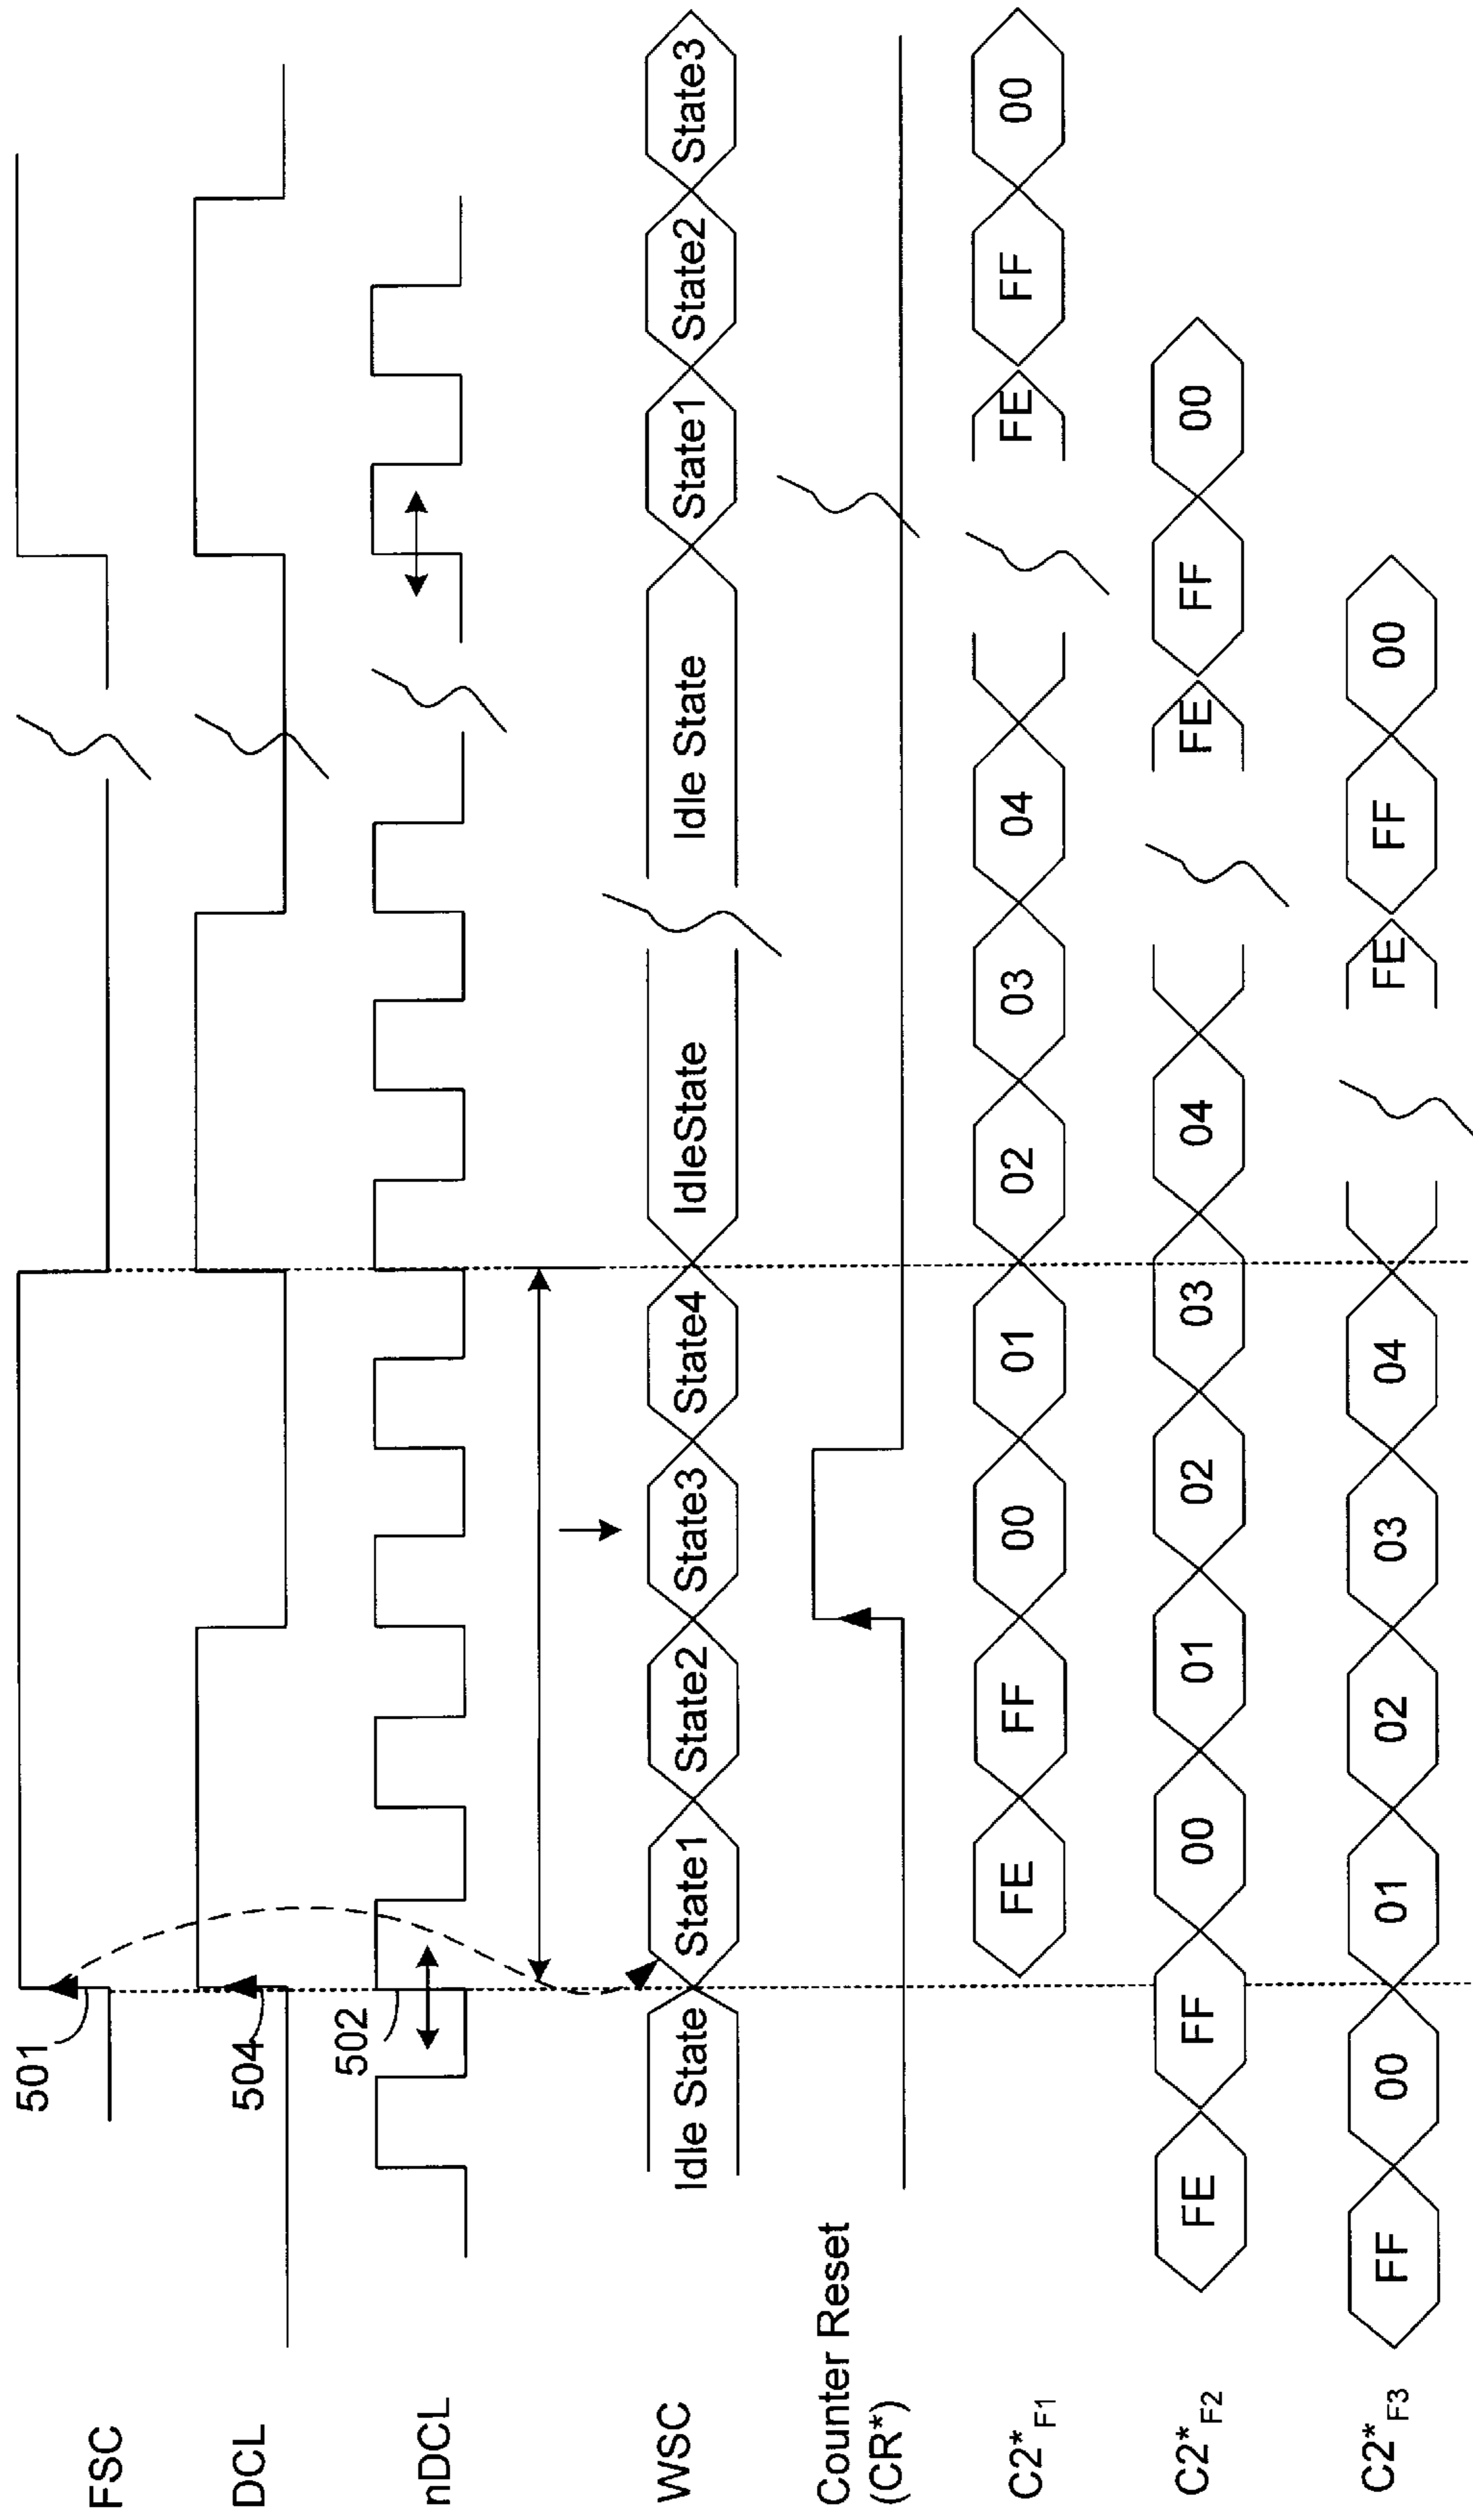 FSC
501
DCL
504
nDCL
502
WSC
Idle State
State1
State2
State3
State4
IdleState
Idle State
State1
State2
State3
Counter Reset
(CR*)
C2*F1
FE
FF
00
01
02
03
04
FE
FF
00
C2*F2
FE
FF
00
01
02
03
04
FE
FF
00
C2*F3
FF
00
01
02
03
04
FE
FF
00